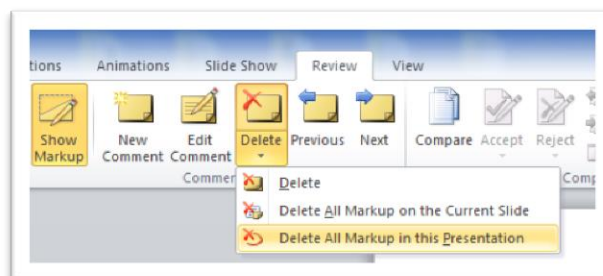 tions Animations Slide Show Review View
Show Markup New Comment Edit Comment Delete Previous Next Compare Accept Reject
Commer Comp
Delete
Delete All Markup on the Current Slide
Delete All Markup in this Presentation